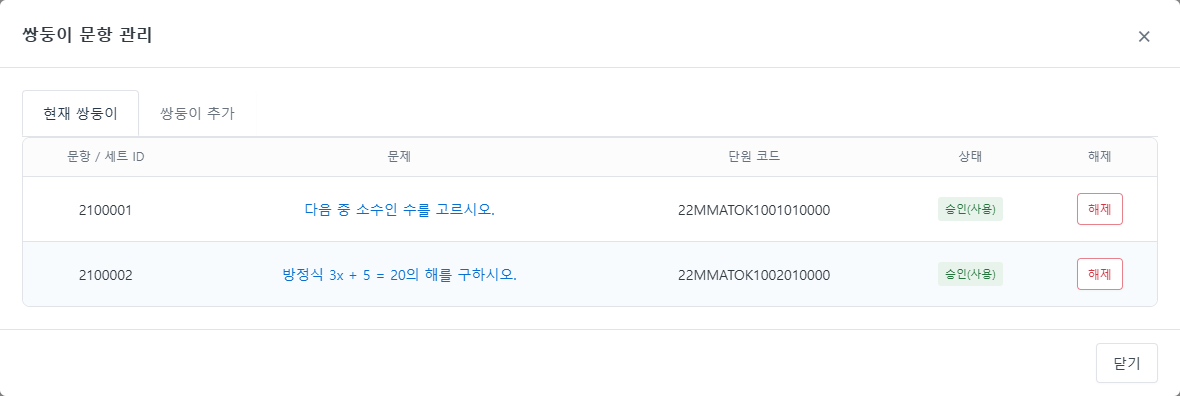 쌍둥이 문항 관리
×
현재 쌍둥이 쌍둥이 추가
문항 / 세트 ID 문제 단원 코드 상태 해제
2100001 다음 중 소수인 수를 고르시오. 22MMATOK1001010000 승인(사용) 해제
2100002 방정식 3x + 5 = 20의 해를 구하시오. 22MMATOK1002010000 승인(사용) 해제
닫기